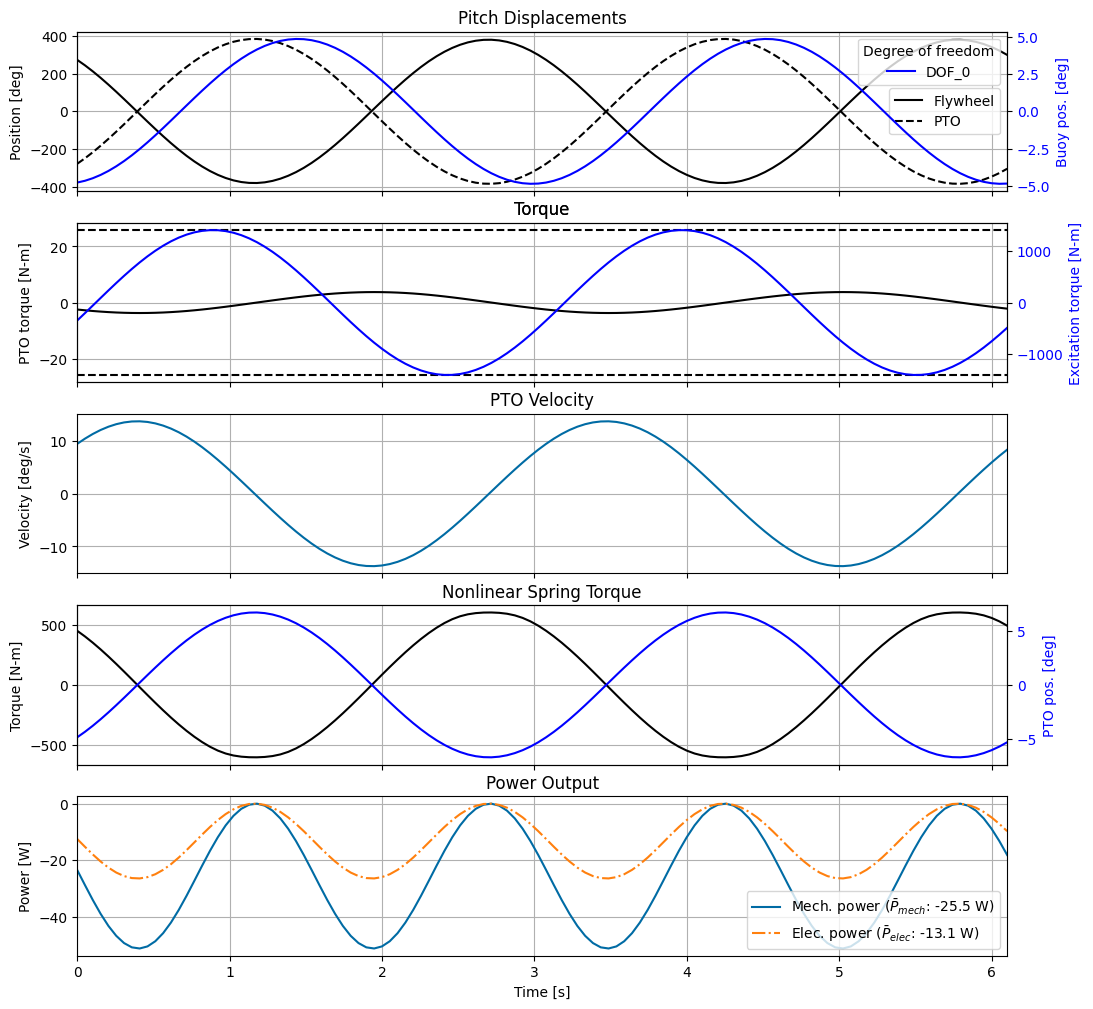 Pitch Displacements
400
200
0
−200
−400
Position [deg]
5.0
2.5
0.0
−2.5
−5.0
Buoy pos. [deg]
Degree of freedom
DOF_0
Flywheel
PTO
Torque
20
0
−20
PTO torque [N-m]
1000
0
−1000
Excitation torque [N-m]
PTO Velocity
10
0
−10
Velocity [deg/s]
Nonlinear Spring Torque
500
0
−500
Torque [N-m]
5
0
−5
PTO pos. [deg]
Power Output
0
−20
−40
Power [W]
Mech. power (P̄mech: -25.5 W)
Elec. power (P̄elec: -13.1 W)
0 1 2 3 4 5 6
Time [s]